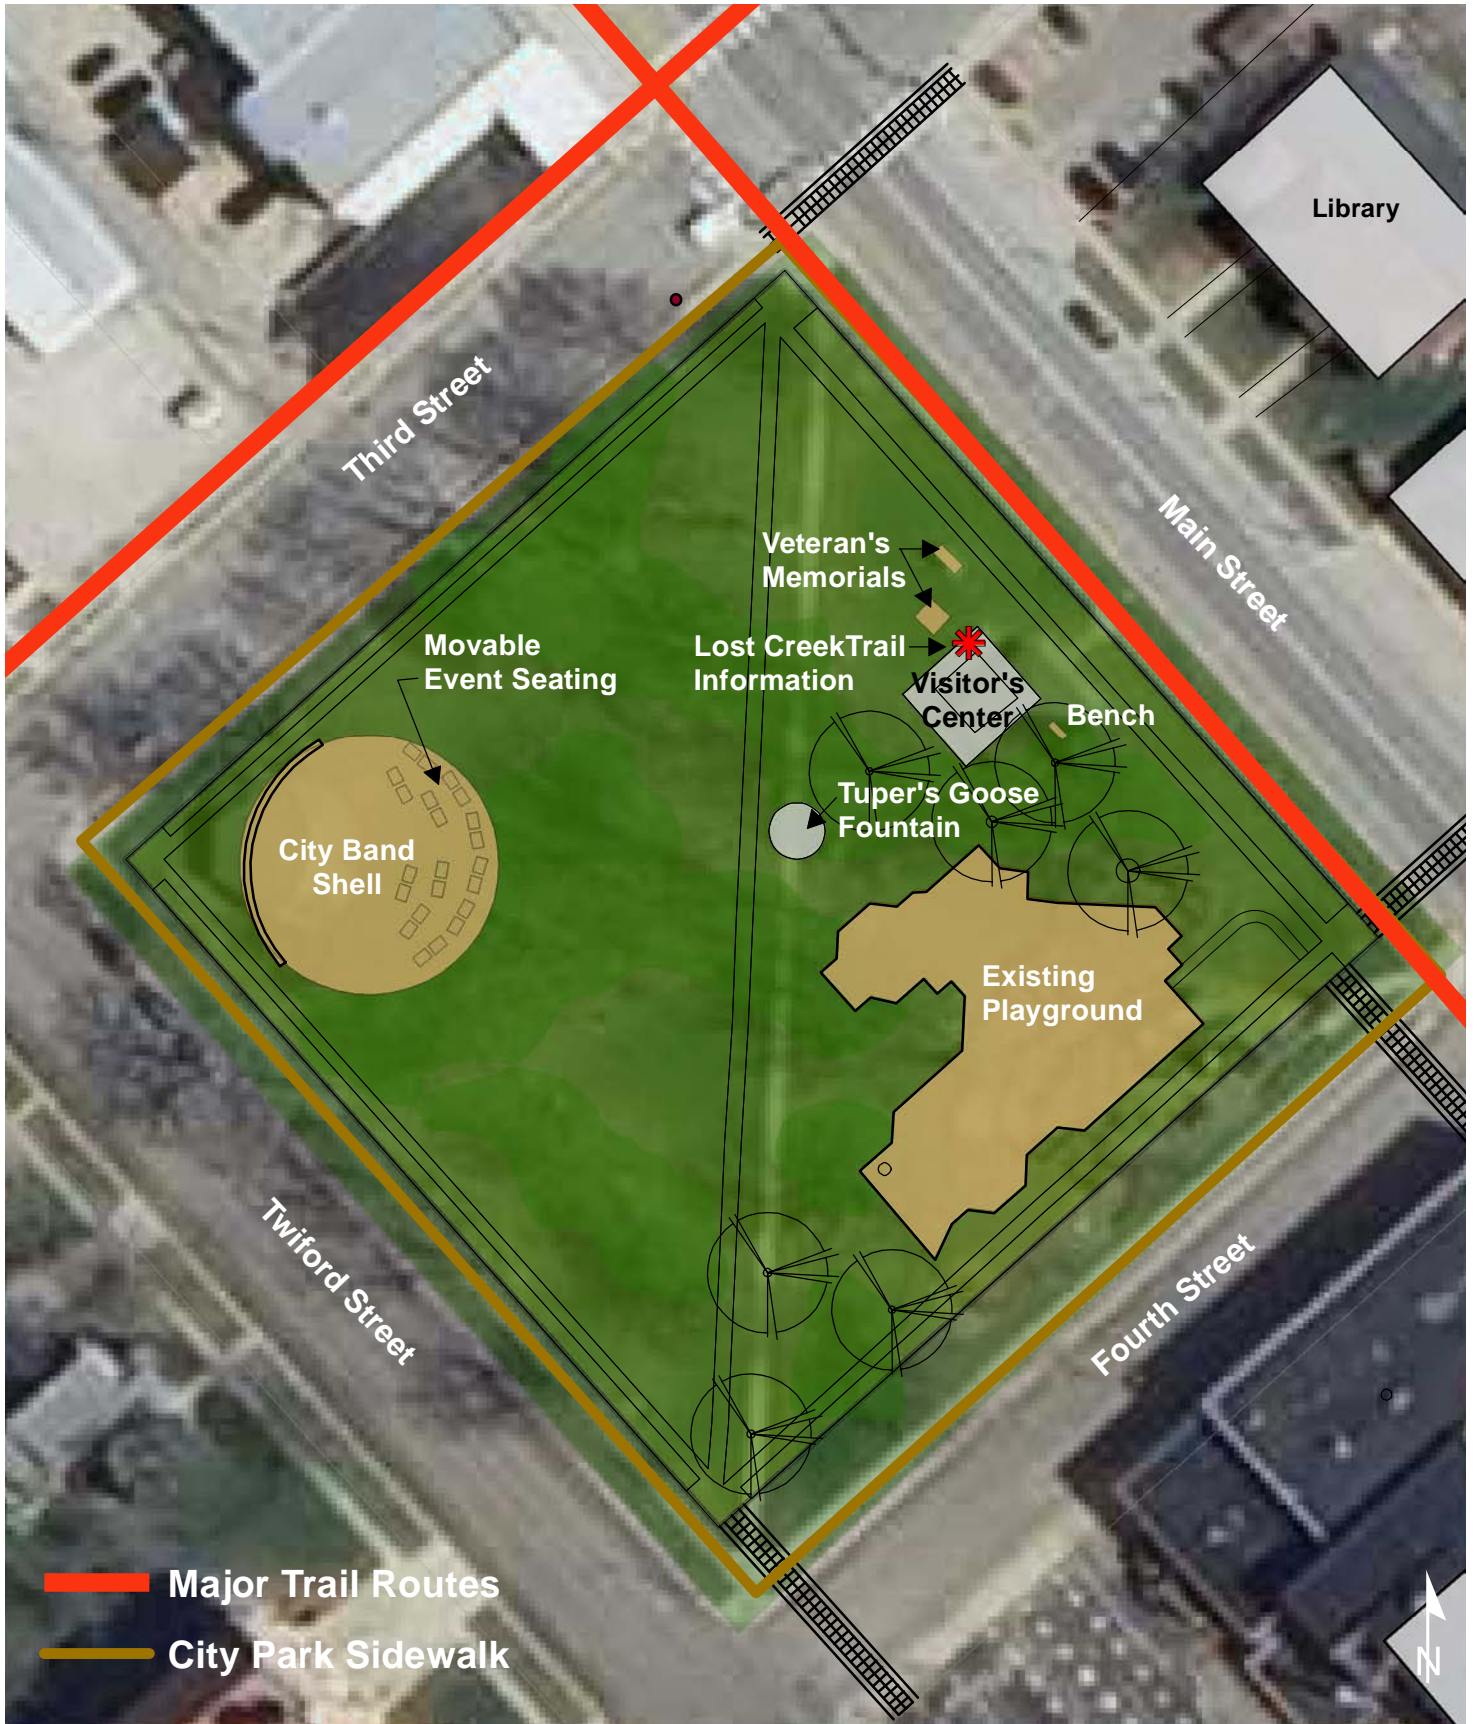 Library
Third Street
Main Street
Veteran's
Memorials
Movable
Event Seating
Lost CreekTrail
Information
Visitor's
Center
Bench
Tuper's Goose
Fountain
City Band
Shell
Existing
Playground
Twiford Street
Fourth Street
Major Trail Routes
City Park Sidewalk
N